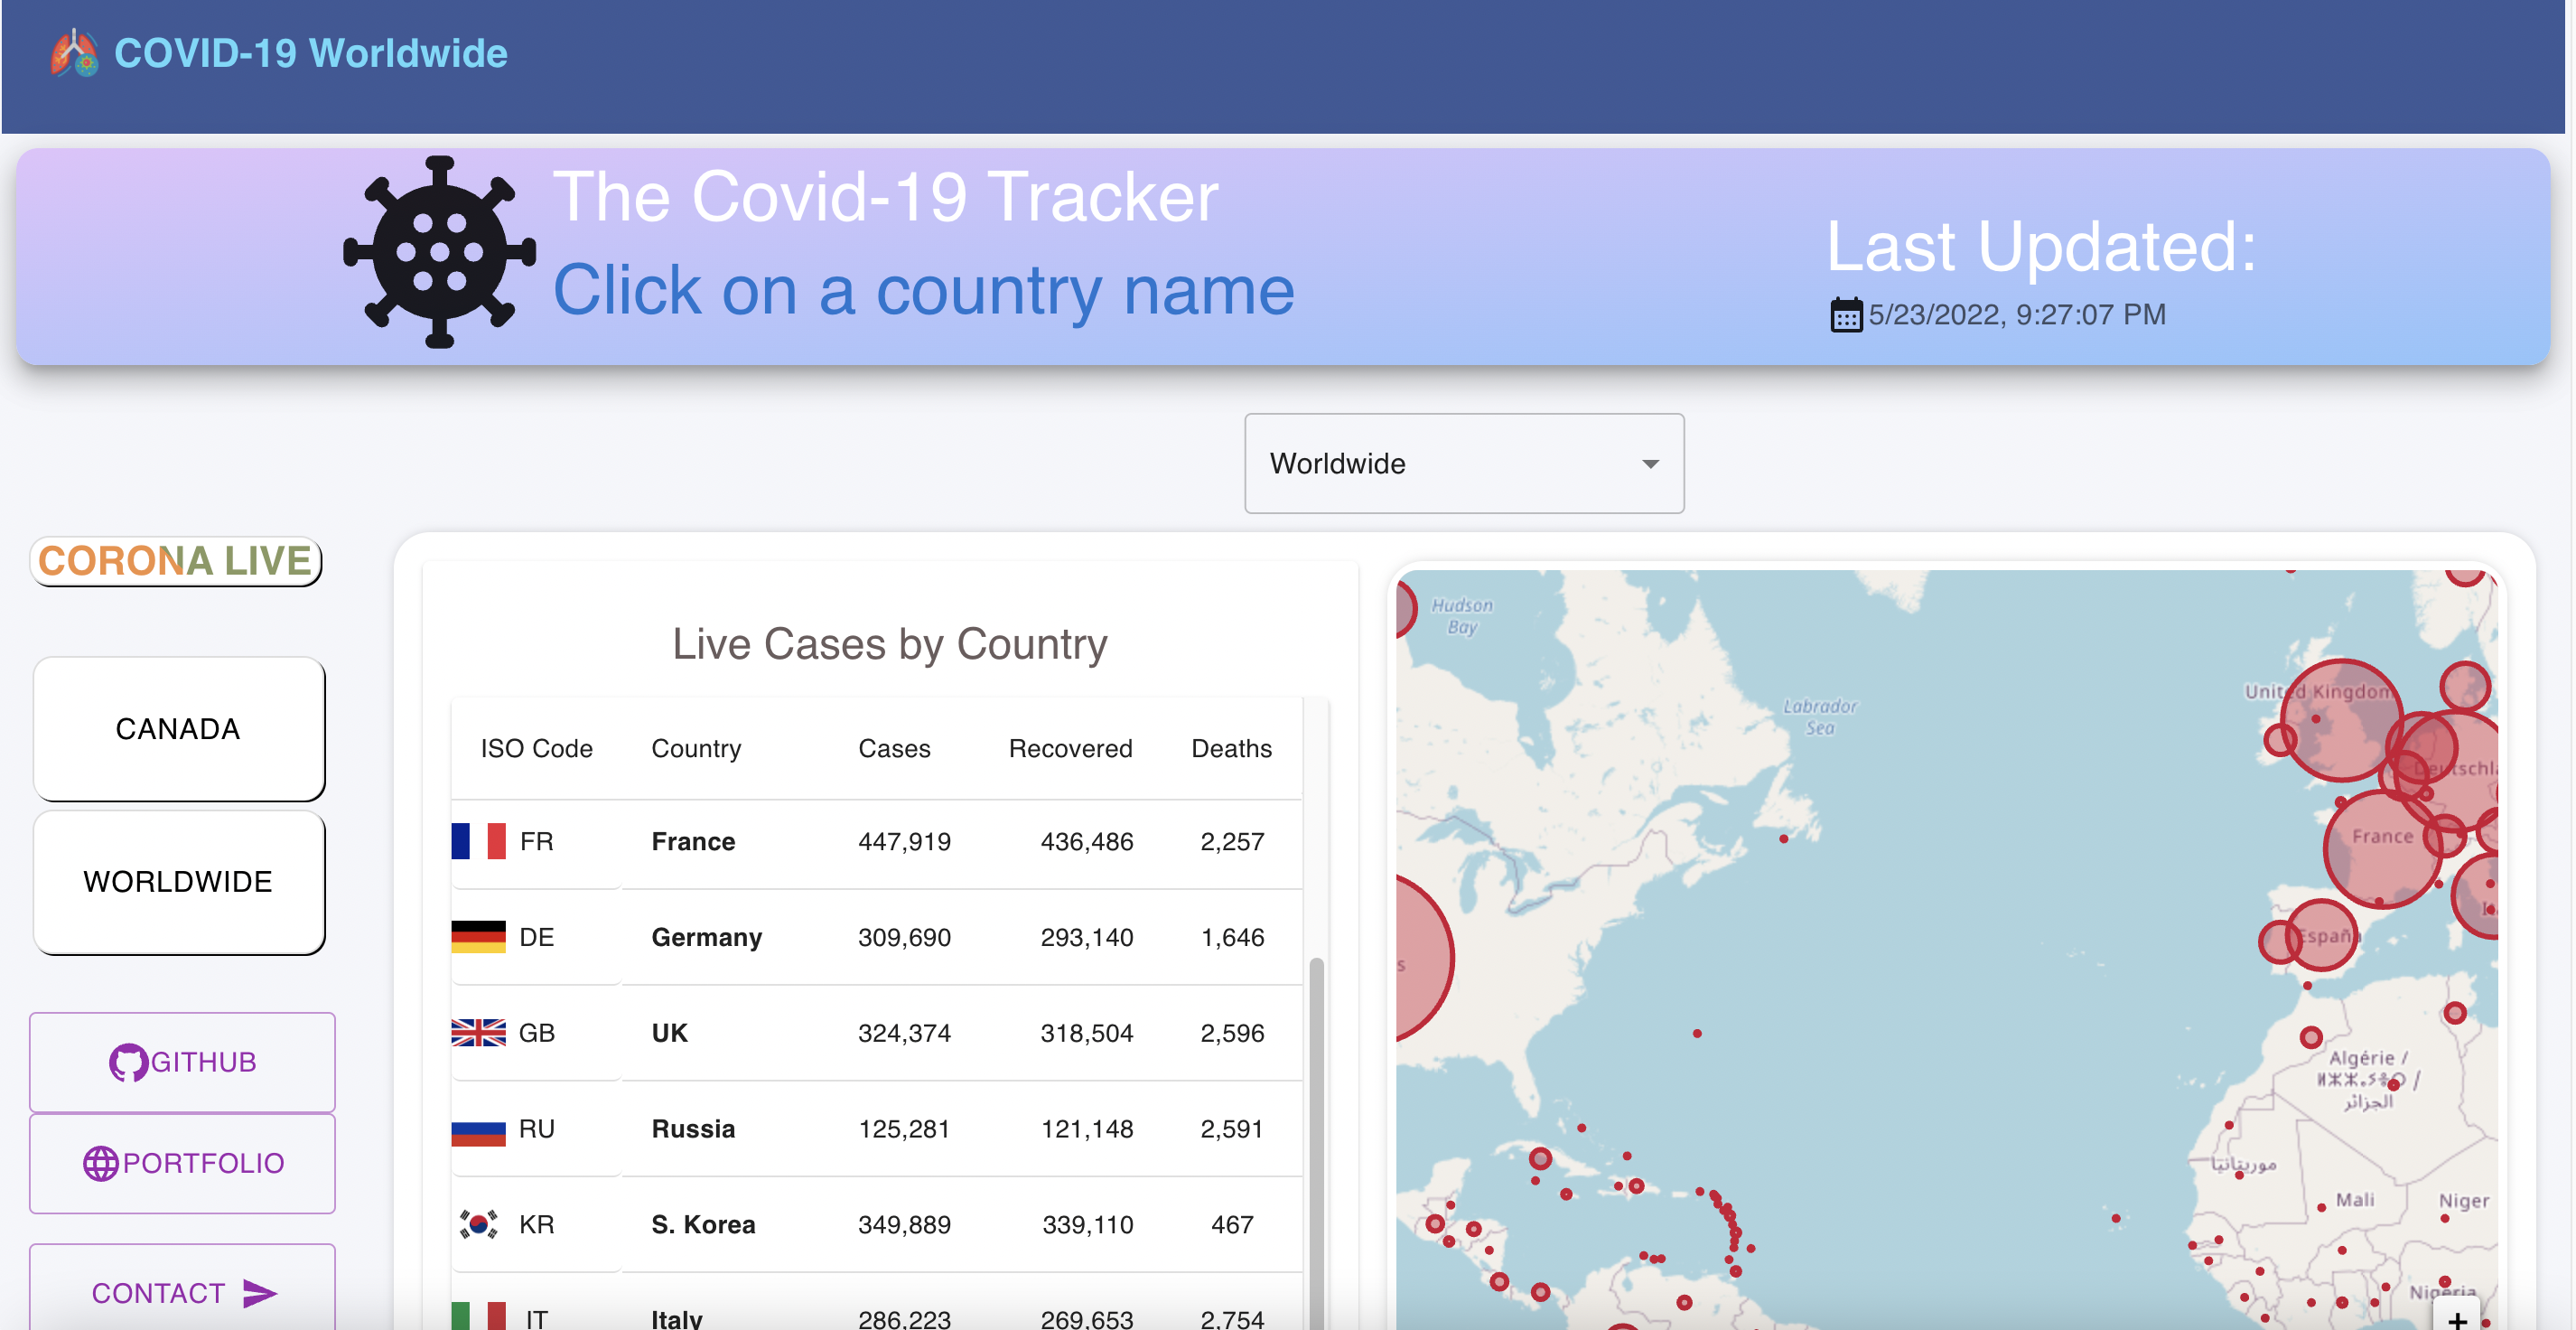 COVID-19 Worldwide
The Covid-19 Tracker
Click on a country name
Last Updated:
5/23/2022, 9:27:07 PM
Worldwide
CORONA LIVE
CANADA
WORLDWIDE
GITHUB
PORTFOLIO
CONTACT
Live Cases by Country
ISO Code Country Cases Recovered Deaths
FR France 447,919 436,486 2,257
DE Germany 309,690 293,140 1,646
GB UK 324,374 318,504 2,596
RU Russia 125,281 121,148 2,591
KR S. Korea 349,889 339,110 467
IT Italy 286,223 269,653 2,754
Hudson
Bay
Labrador
Sea
United Kingdom
Deutschla
France
España
s
Algérie /
الجزائر
موريتانيا
Mali Niger
Nigeria
+